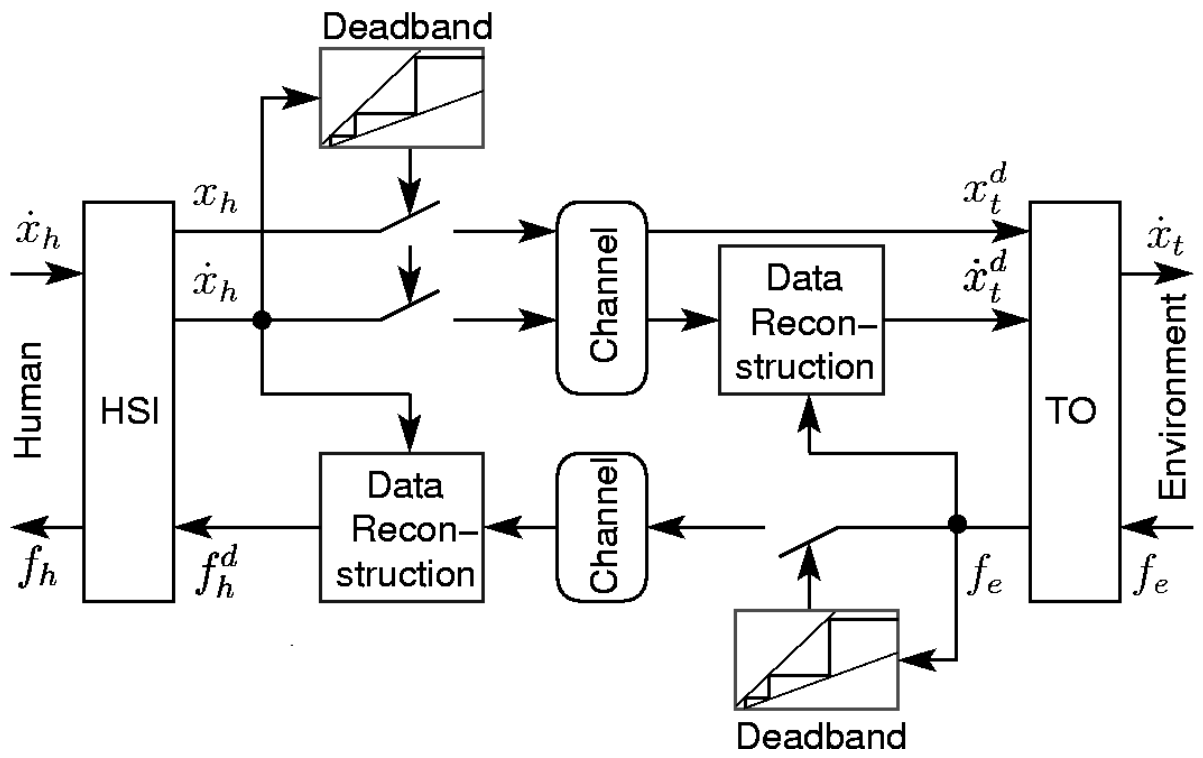 Deadband
x_h
x_t^d
ẋ_h
ẋ_t
ẋ_h
ẋ_t^d
Channel
Data
Recon–
struction
Human
HSI
TO
Environment
Data
Recon–
struction
Channel
f_h
f_h^d
f_e
f_e
Deadband